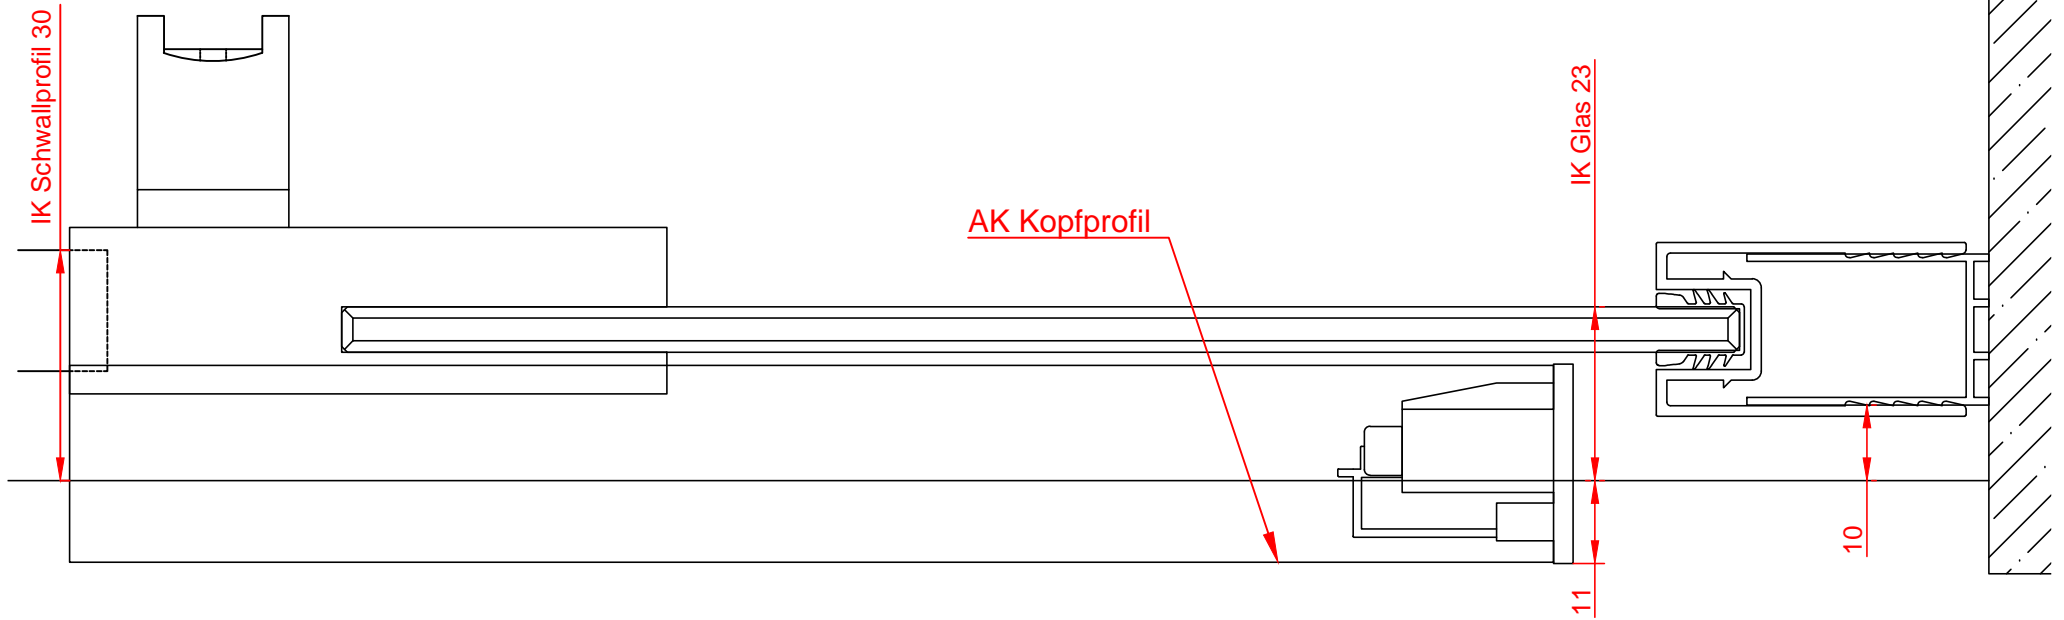 IK Schwallprofil 30
AK Kopfprofil
IK Glas 23
11
10